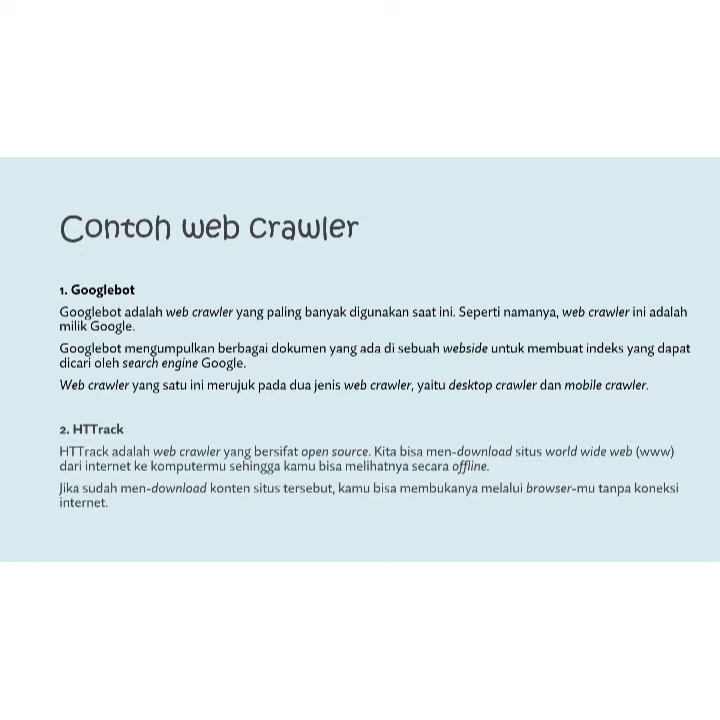 Contoh web crawler
1. Googlebot
Googlebot adalah web crawler yang paling banyak digunakan saat ini. Seperti namanya, web crawler ini adalah
milik Google.
Googlebot mengumpulkan berbagai dokumen yang ada di sebuah webside untuk membuat indeks yang dapat
dicari oleh search engine Google.
Web crawler yang satu ini merujuk pada dua jenis web crawler, yaitu desktop crawler dan mobile crawler.
2. HTTrack
HTTrack adalah web crawler yang bersifat open source. Kita bisa men-download situs world wide web (www)
dari internet ke komputermu sehingga kamu bisa melihatnya secara offline.
Jika sudah men-download konten situs tersebut, kamu bisa membukanya melalui browser-mu tanpa koneksi
internet.